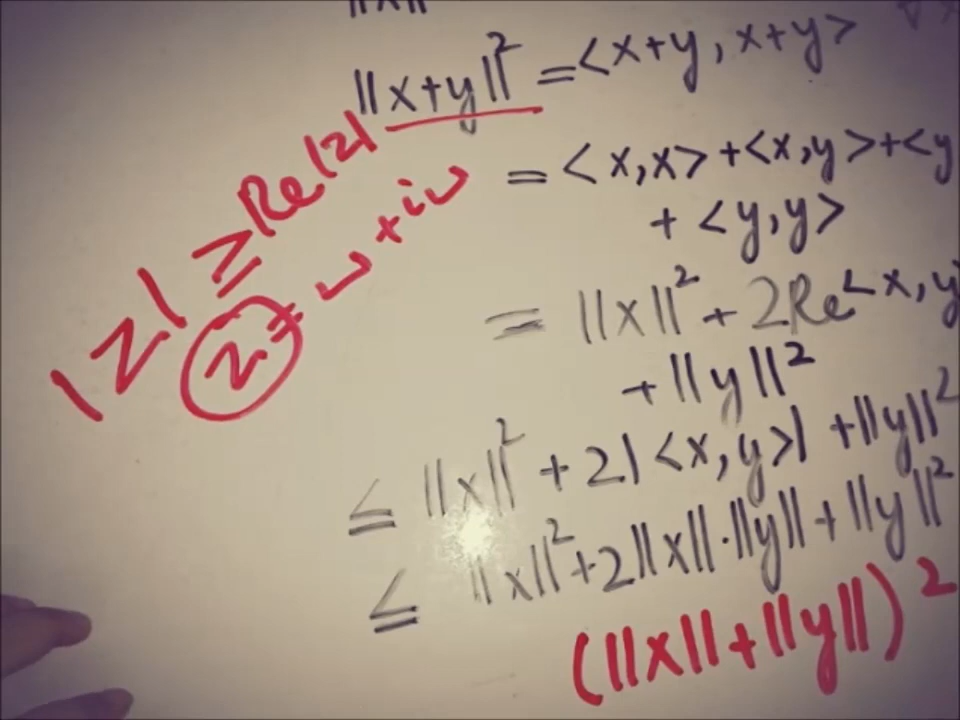 ||x||
||x+y||² = <x+y, x+y>
= <x,x> + <x,y> + <y
+ <y,y>
= ||x||² + 2Re<x,y
+ ||y||²
≤ ||x||² + 2|<x,y>| + ||y||²
≤ ||x||² + 2||x||·||y|| + ||y||²
(||x|| + ||y||)²
|z| ≥ Re(z)
z = u + iv